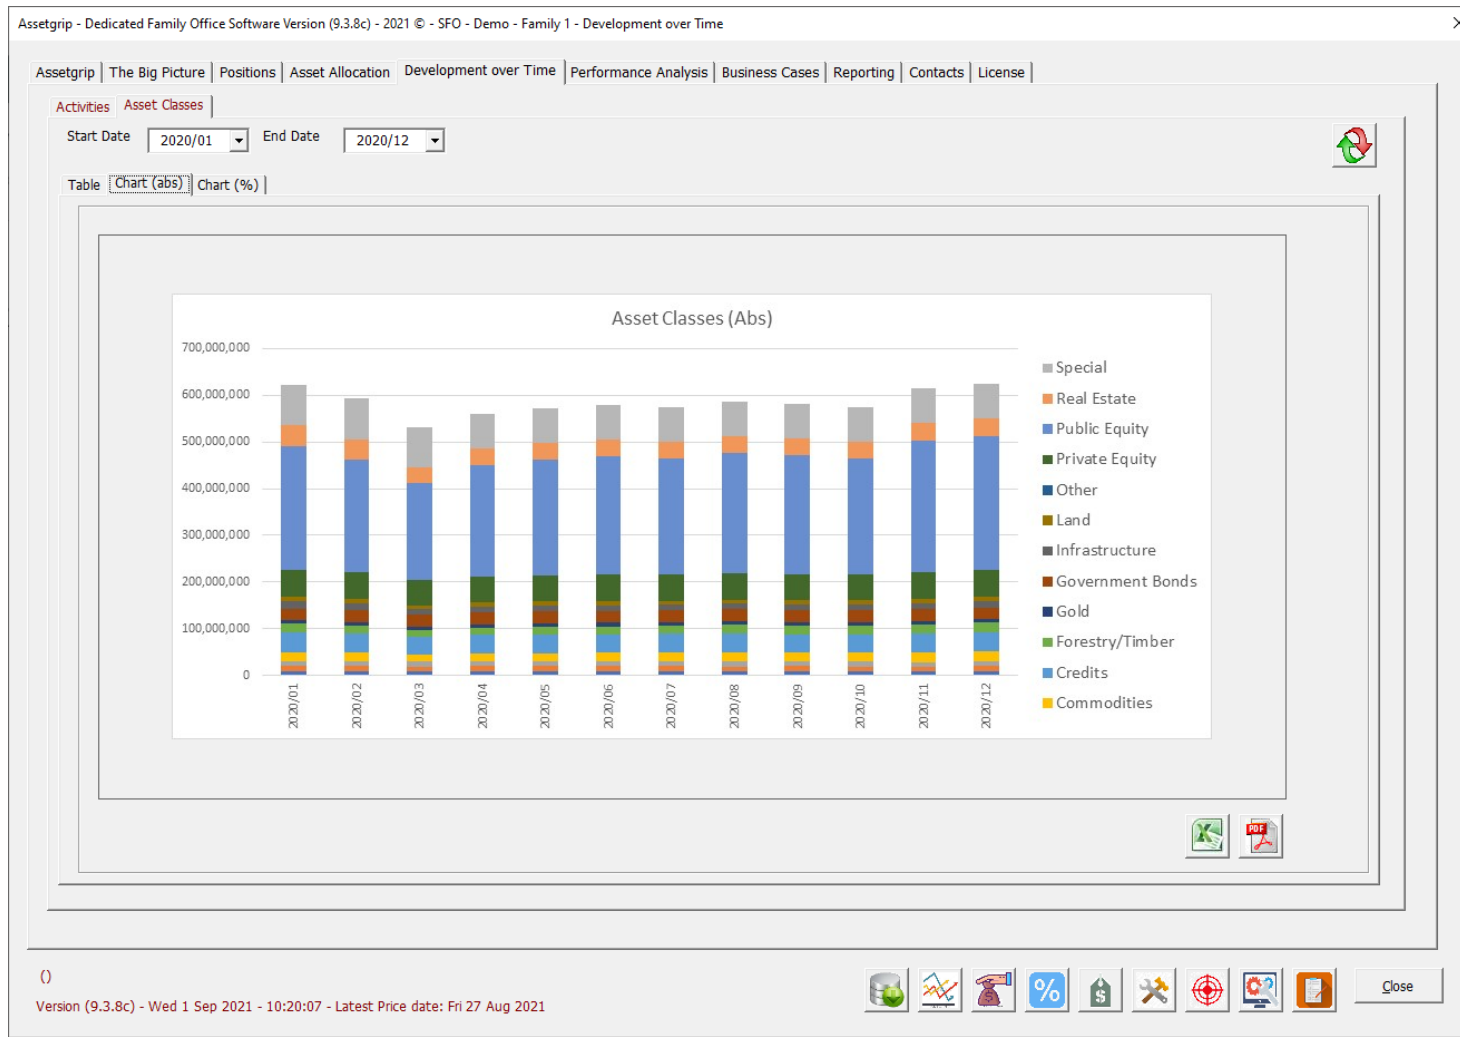 Assetgrip - Dedicated Family Office Software Version (9.3.8c) - 2021 © - SFO - Demo - Family 1 - Development over Time
Assetgrip The Big Picture Positions Asset Allocation Development over Time Performance Analysis Business Cases Reporting Contacts License
Activities Asset Classes
Start Date 2020/01 End Date 2020/12
Table Chart (abs) Chart (%)
Asset Classes (Abs)
700,000,000
600,000,000
500,000,000
400,000,000
300,000,000
200,000,000
100,000,000
0
2020/01 2020/02 2020/03 2020/04 2020/05 2020/06 2020/07 2020/08 2020/09 2020/10 2020/11 2020/12
Special
Real Estate
Public Equity
Private Equity
Other
Land
Infrastructure
Government Bonds
Gold
Forestry/Timber
Credits
Commodities
PDF
()
%
$
Close
Version (9.3.8c) - Wed 1 Sep 2021 - 10:20:07 - Latest Price date: Fri 27 Aug 2021